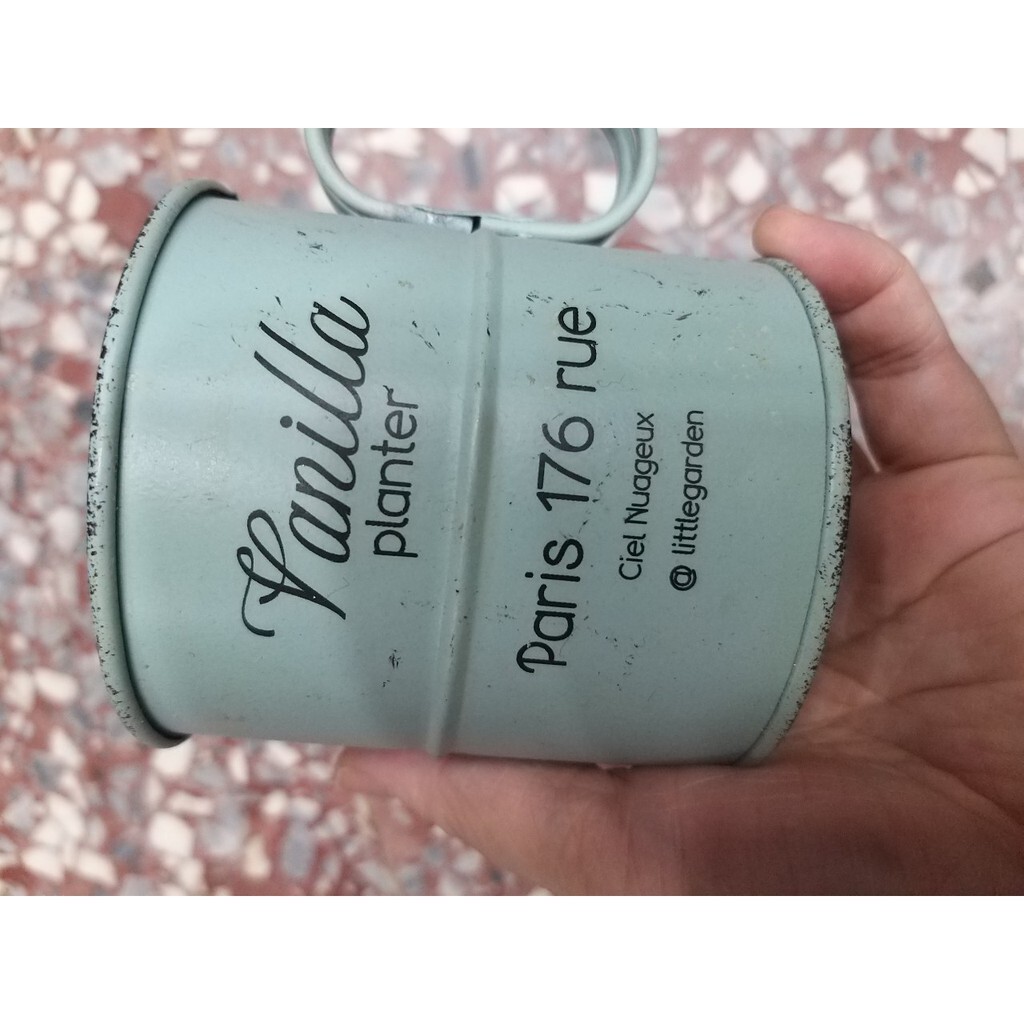 Vanilla
planter
Paris 176 rue
Ciel Nuageux
@ littlegarden